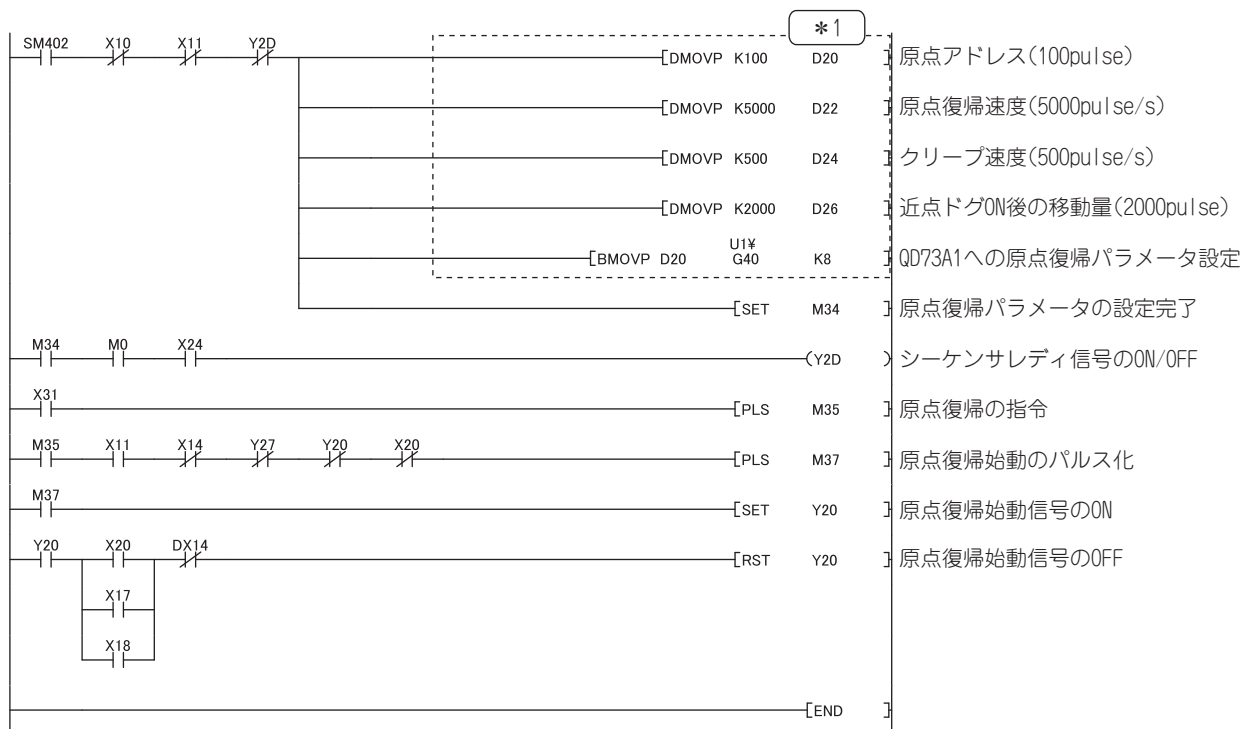 *1
SM402 X10 X11 Y2D
DMOVP K100 D20 原点アドレス(100pulse)
DMOVP K5000 D22 原点復帰速度(5000pulse/s)
DMOVP K500 D24 クリープ速度(500pulse/s)
DMOVP K2000 D26 近点ドグON後の移動量(2000pulse)
U1¥
BMOVP D20 G40 K8 QD73A1への原点復帰パラメータ設定
SET M34 原点復帰パラメータの設定完了
M34 M0 X24
Y2D シーケンサレディ信号のON/OFF
X31
PLS M35 原点復帰の指令
M35 X11 X14 Y27 Y20 X20
PLS M37 原点復帰始動のパルス化
M37
SET Y20 原点復帰始動信号のON
Y20 X20 DX14
RST Y20 原点復帰始動信号のOFF
X17
X18
END